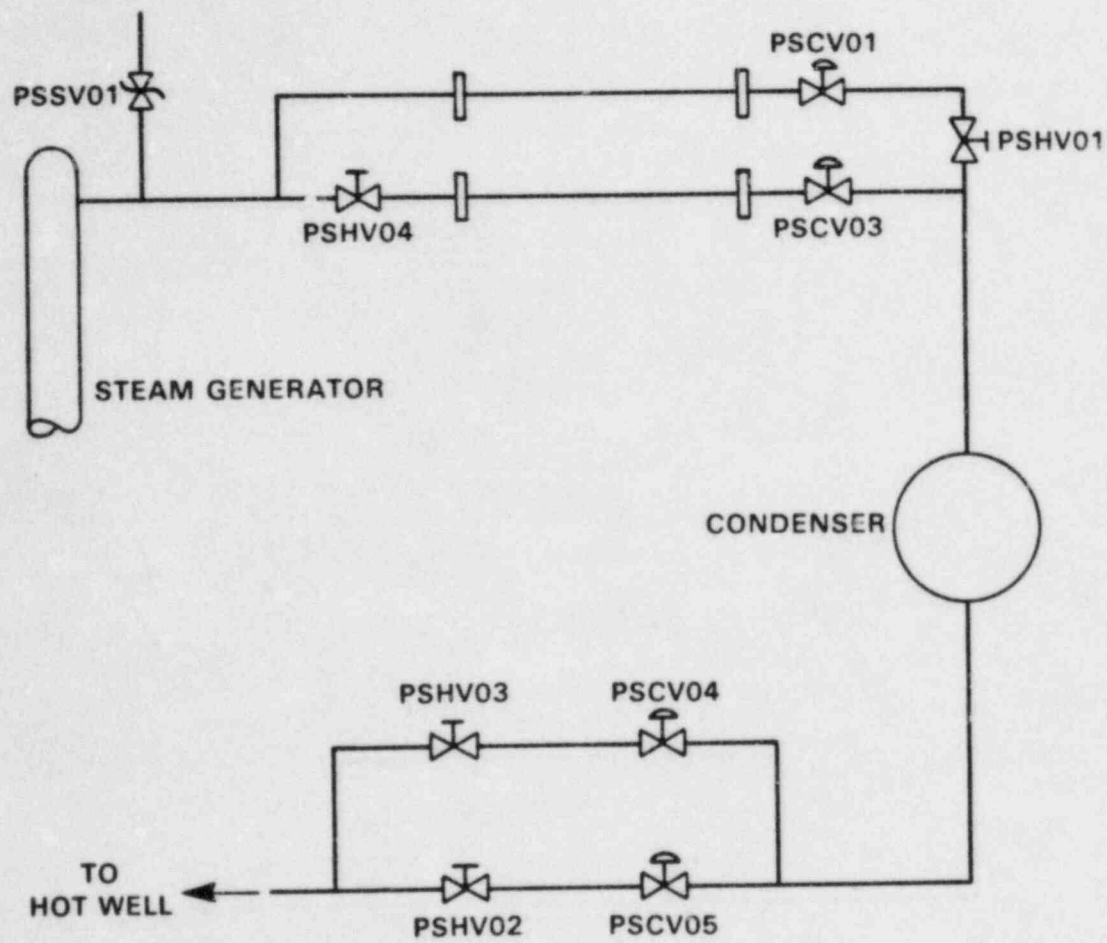 PSCV01
PSSV01
PSHV01
PSHV04
PSCV03
STEAM GENERATOR
CONDENSER
PSHV03
PSCV04
TO
HOT WELL
PSHV02
PSCV05